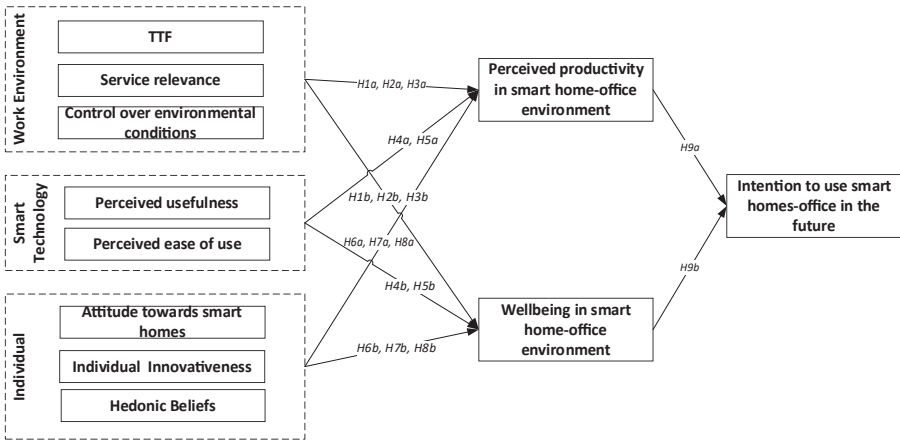 Work Environment
TTF
Service relevance
Control over environmental
conditions
Smart
Technology
Perceived usefulness
Perceived ease of use
Individual
Attitude towards smart
homes
Individual Innovativeness
Hedonic Beliefs
H1a, H2a, H3a
H4a, H5a
H1b, H2b, H3b
H6a, H7a, H8a
H4b, H5b
H6b, H7b, H8b
Perceived productivity
in smart home-office
environment
Wellbeing in smart
home-office
environment
H9a
H9b
Intention to use smart
homes-office in the
future